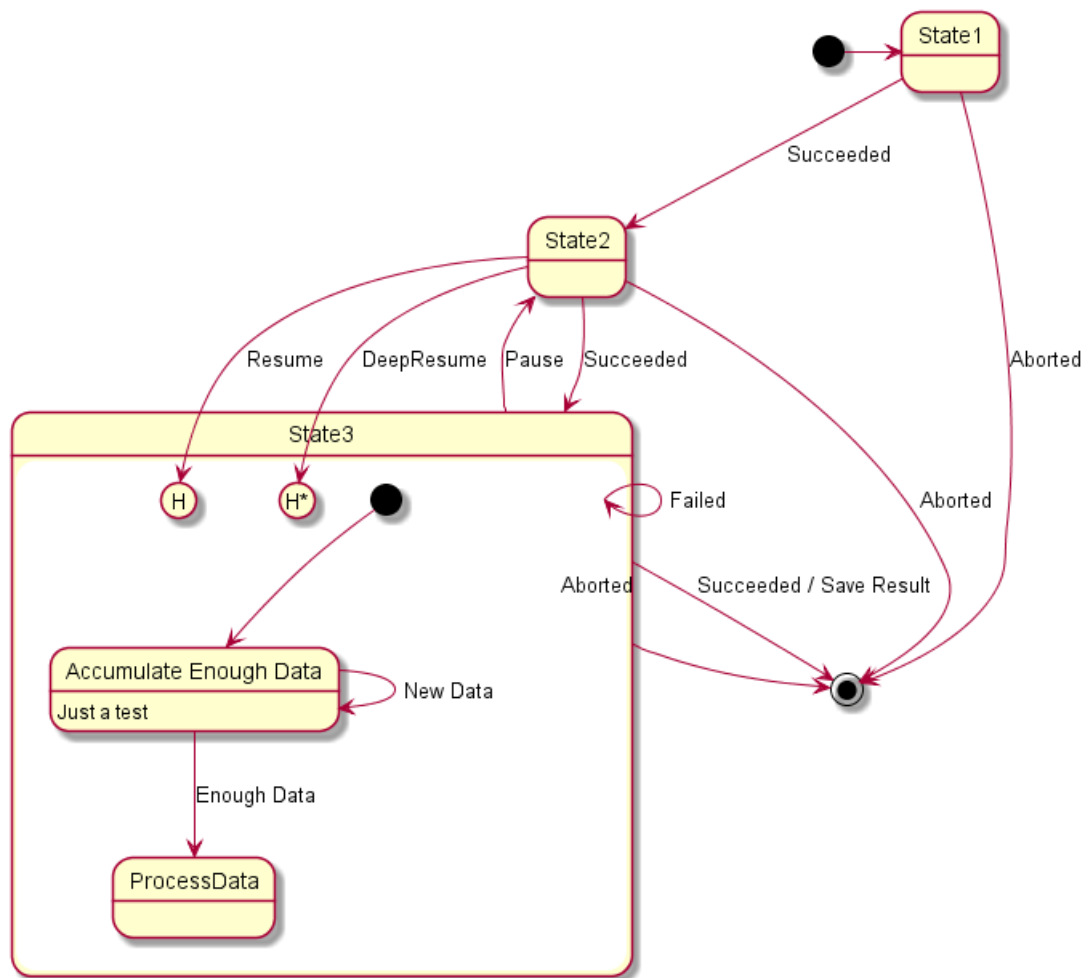 State1
Succeeded
State2
Resume
DeepResume
Pause
Succeeded
Aborted
State3
H
H*
Failed
Aborted
Aborted
Succeeded / Save Result
Accumulate Enough Data
New Data
Just a test
Enough Data
ProcessData